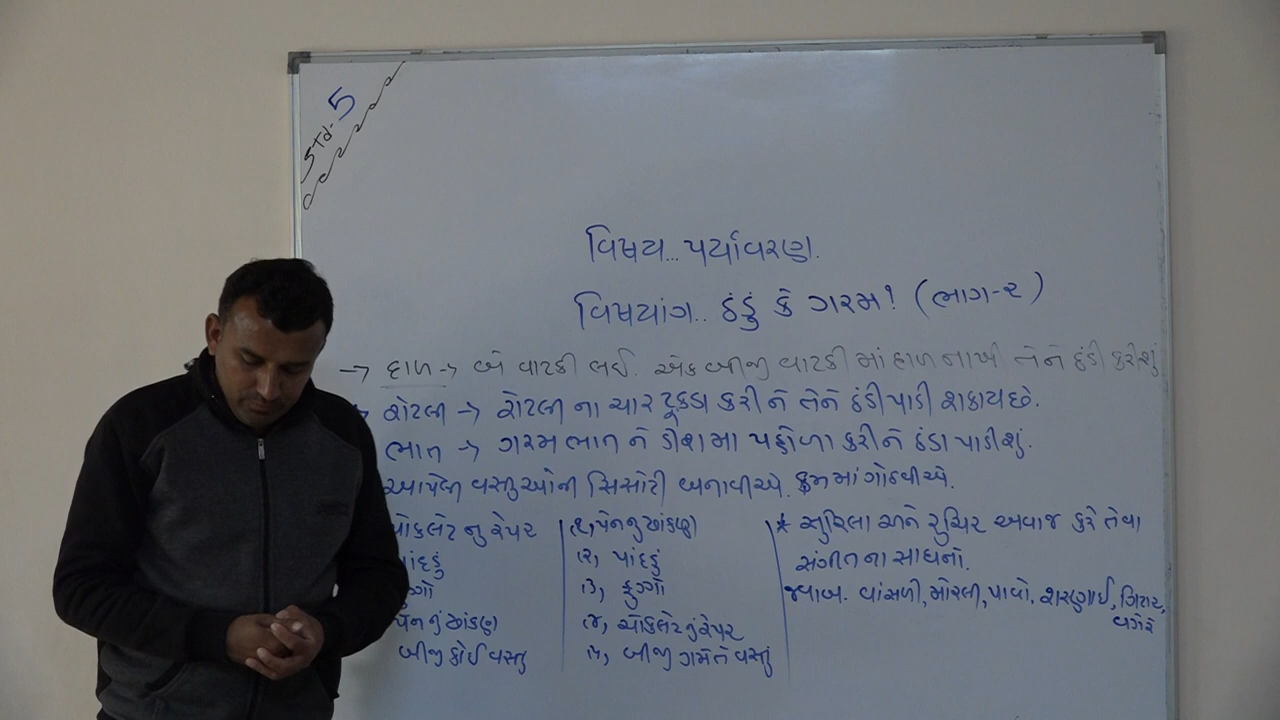 Std-5
વિષય... પર્યાવરણ.
વિષયાંગ.. ઠંડું કે ગરમ? (ભાગ-૨)
→ દાળ → બે વાટકી લઈ. એક બીજી વાટકી માં દાળ નાખી તેને ઠંડી કરીશું
રોટલી → રોટલી ના ચાર ટૂકડા કરી ને તેને ઠંડી પાડી શકાય છે.
ભાત → ગરમ ભાત ને ડીશ મા પહોળા કરીને ઠંડા પાડીશું.
આપેલ વસ્તુઓની સિસોટી બનાવીએ. ક્રમ માં ગોઠવીએ.
ચોકલેટ નુ રેપર
પાંદડું
ફુગ્ગો
પેન નું ઢાંકણ
બીજી કોઈ વસ્તુ
(૧) પેન નુ ઢાંકણ
(૨) પાંદડું
(૩) ફુગ્ગો
(૪) ચોકલેટ નું રેપર
(૫) બીજી ગમે તે વસ્તુ
* સુરિલા અને રુચિર અવાજ કરે તેવા
સંગીત ના સાધનો.
જવાબ. વાંસળી, મોરલી, પાવો, શરણાઈ, ગિટાર,
વગેરે